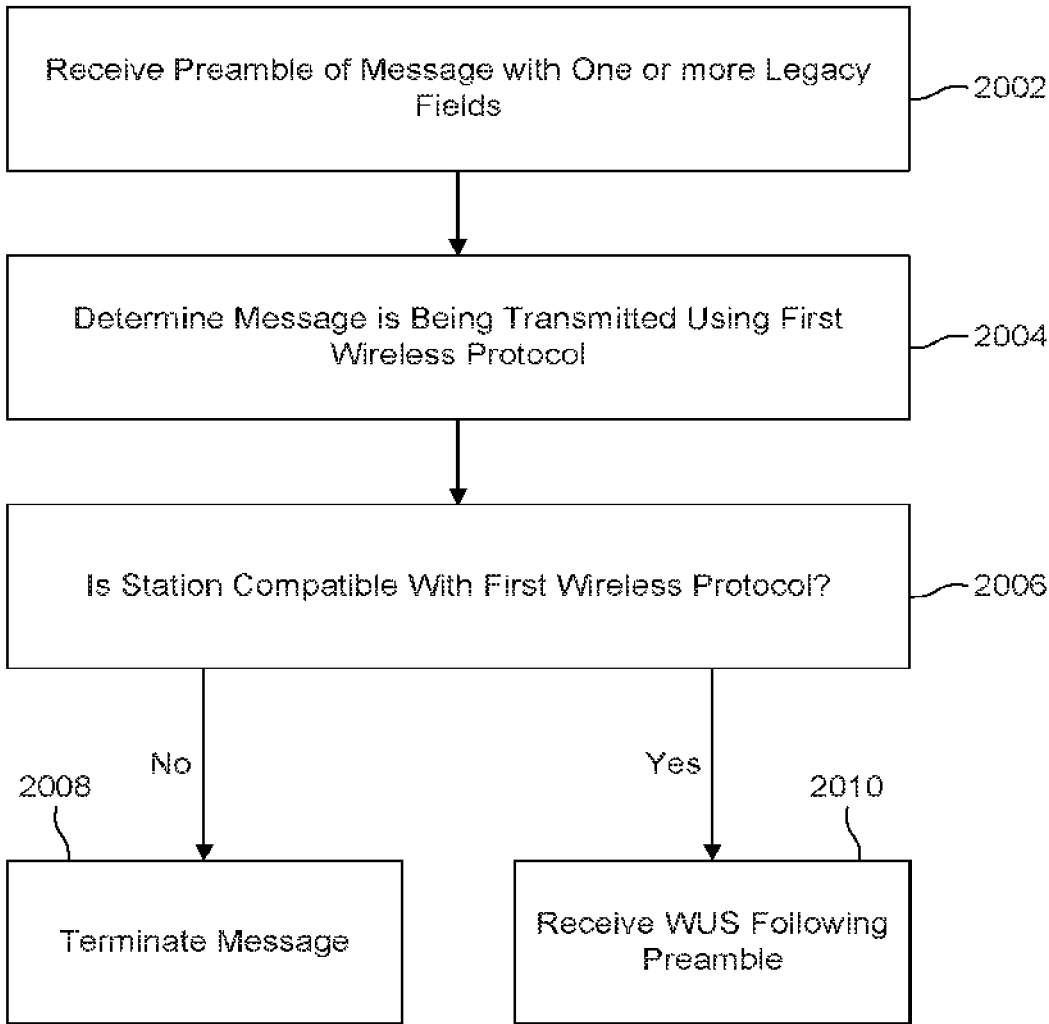 Receive Preamble of Message with One or more Legacy
Fields
2002
Determine Message is Being Transmitted Using First
Wireless Protocol
2004
Is Station Compatible With First Wireless Protocol?
2006
No
Yes
2008
2010
Terminate Message
Receive WUS Following
Preamble